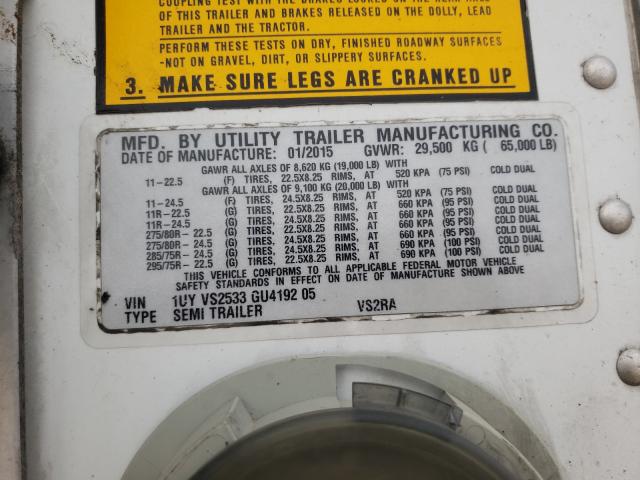 COUPLING TEST WITH THE BRAKES LOCKED ON THE REAR AXLE
OF THIS TRAILER AND BRAKES RELEASED ON THE DOLLY, LEAD
TRAILER AND THE TRACTOR.
PERFORM THESE TESTS ON DRY, FINISHED ROADWAY SURFACES
-NOT ON GRAVEL, DIRT, OR SLIPPERY SURFACES.
3. MAKE SURE LEGS ARE CRANKED UP
MFD. BY UTILITY TRAILER MANUFACTURING CO.
DATE OF MANUFACTURE: 01/2015 GVWR: 29,500 KG ( 65,000 LB)
GAWR ALL AXLES OF 8,620 KG (19,000 LB) WITH
11-22.5 (F) TIRES, 22.5X8.25 RIMS, AT 520 KPA (75 PSI) COLD DUAL
GAWR ALL AXLES OF 9,100 KG (20,000 LB) WITH
11-24.5 (F) TIRES, 24.5X8.25 RIMS, AT 520 KPA (75 PSI) COLD DUAL
11R-22.5 (G) TIRES, 22.5X8.25 RIMS, AT 660 KPA (95 PSI) COLD DUAL
11R-24.5 (G) TIRES, 24.5X8.25 RIMS, AT 660 KPA (95 PSI) COLD DUAL
275/80R- 22.5 (G) TIRES, 22.5X8.25 RIMS, AT 660 KPA (95 PSI) COLD DUAL
275/80R- 24.5 (G) TIRES, 24.5X8.25 RIMS, AT 660 KPA (95 PSI) COLD DUAL
285/75R- 24.5 (G) TIRES, 24.5X8.25 RIMS, AT 690 KPA (100 PSI) COLD DUAL
295/75R- 22.5 (G) TIRES, 22.5X8.25 RIMS, AT 690 KPA (100 PSI) COLD DUAL
THIS VEHICLE CONFORMS TO ALL APPLICABLE FEDERAL MOTOR VEHICLE
SAFETY STANDARDS IN EFFECT ON DATE OF MANUFACTURE SHOWN ABOVE
VIN 1UY VS2533 GU4192 05
TYPE SEMI TRAILER VS2RA